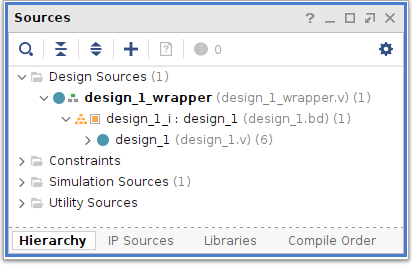 Sources
? _ X
0
Design Sources (1)
design_1_wrapper (design_1_wrapper.v) (1)
design_1_i : design_1 (design_1.bd) (1)
design_1 (design_1.v) (6)
Constraints
Simulation Sources (1)
Utility Sources
Hierarchy IP Sources Libraries Compile Order